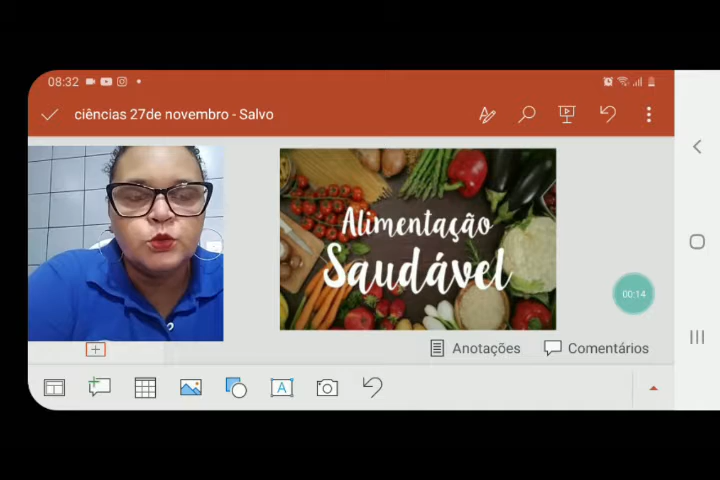 08:32
ciências 27de novembro - Salvo
Alimentação
Saudável
00:14
Anotações
Comentários
A